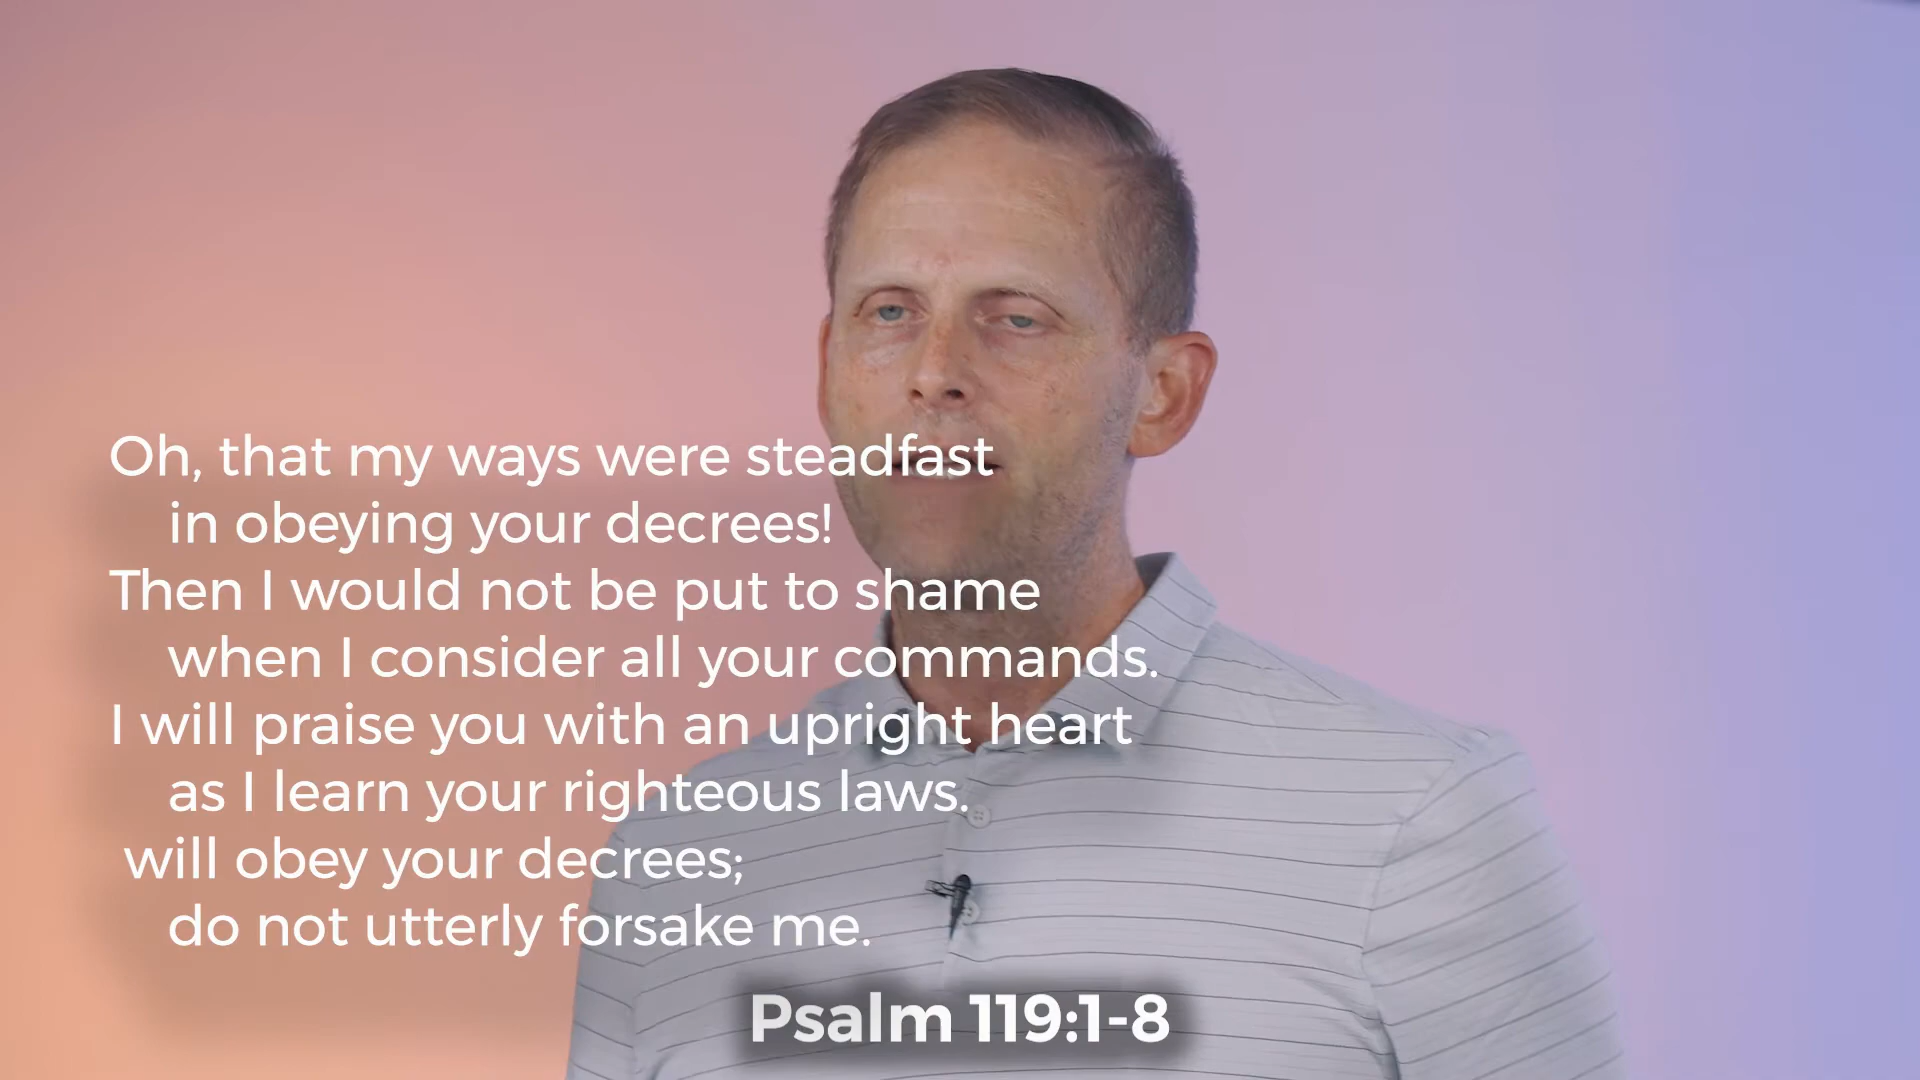 Oh, that my ways were steadfast
in obeying your decrees!
Then I would not be put to shame
when I consider all your commands.
I will praise you with an upright heart
as I learn your righteous laws.
will obey your decrees;
do not utterly forsake me.
Psalm 119:1-8